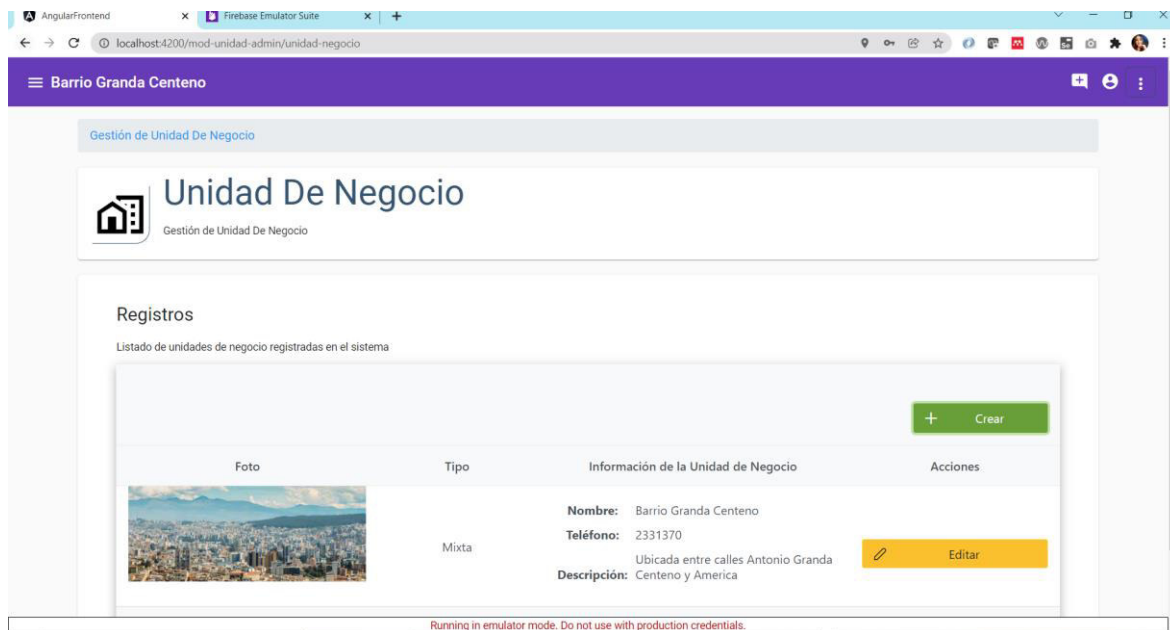 AngularFrontend
Firebase Emulator Suite
localhost:4200/mod-unidad-admin/unidad-negocio
Barrio Granda Centeno
Gestión de Unidad De Negocio
Unidad De Negocio
Gestión de Unidad De Negocio
Registros
Listado de unidades de negocio registradas en el sistema
Crear
Foto Tipo Información de la Unidad de Negocio Acciones
Nombre: Barrio Granda Centeno
Teléfono: 2331370
Mixta
Editar
Ubicada entre calles Antonio Granda
Descripción: Centeno y America
Running in emulator mode. Do not use with production credentials.